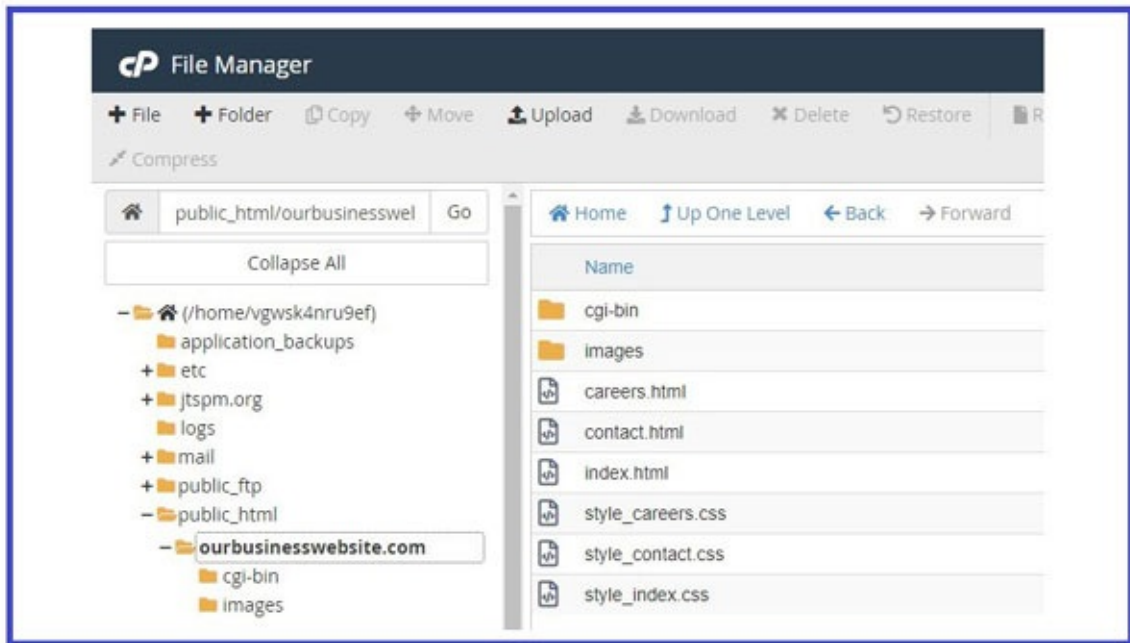 cP File Manager
+ File + Folder Copy Move Upload Download Delete Restore R
Compress
public_html/ourbusinesswel Go
Collapse All
(/home/vgwsk4nru9ef)
application_backups
etc
jtspm.org
logs
mail
public_ftp
public_html
ourbusinesswebsite.com
cgi-bin
images
Home Up One Level Back Forward
Name
cgi-bin
images
careers.html
contact.html
index.html
style_careers.css
style_contact.css
style_index.css